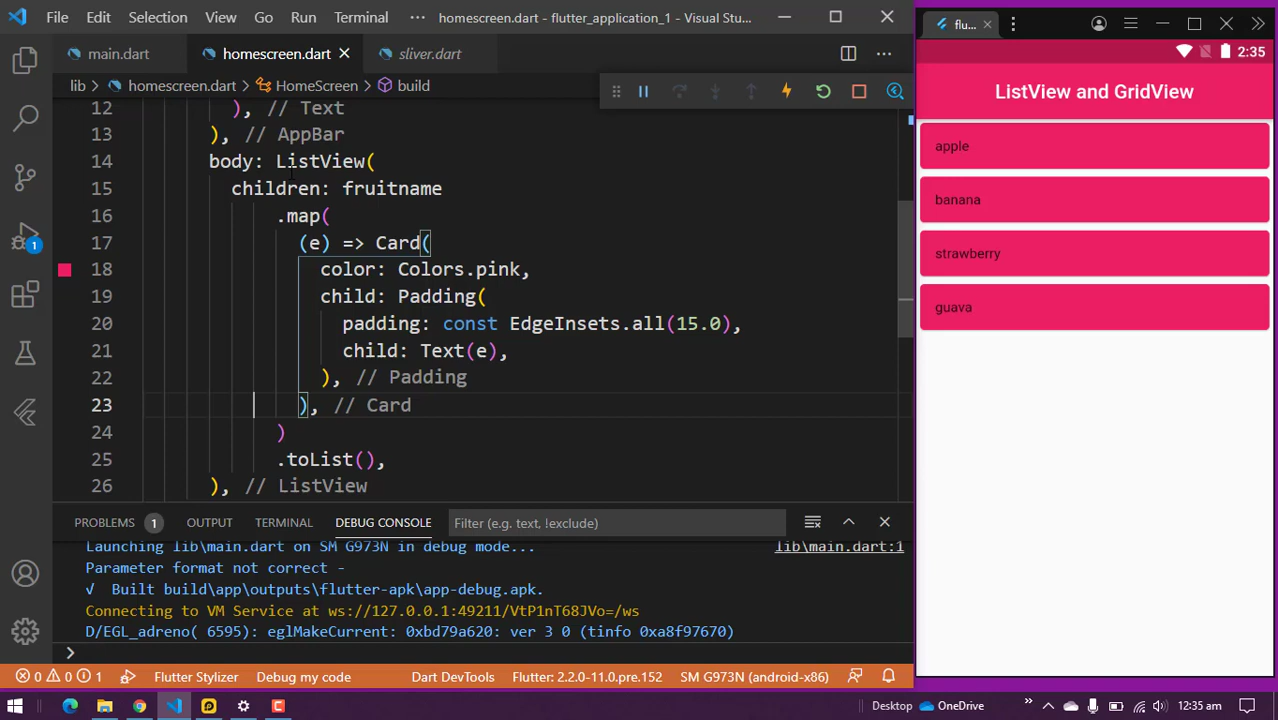 File Edit Selection View Go Run Terminal ··· homescreen.dart - flutter_application_1 - Visual Stu...
main.dart homescreen.dart sliver.dart
lib > homescreen.dart > HomeScreen > build
12 ), // Text
13 ), // AppBar
14 body: ListView(
15 children: fruitname
16 .map(
17 (e) => Card(
18 color: Colors.pink,
19 child: Padding(
20 padding: const EdgeInsets.all(15.0),
21 child: Text(e),
22 ), // Padding
23 ), // Card
24 )
25 .toList(),
26 ), // ListView
1
PROBLEMS 1 OUTPUT TERMINAL DEBUG CONSOLE Filter (e.g. text, !exclude)
Launching lib\main.dart on SM G973N in debug mode... lib\main.dart:1
Parameter format not correct -
√ Built build\app\outputs\flutter-apk\app-debug.apk.
Connecting to VM Service at ws://127.0.0.1:49211/VtP1nT68JVo=/ws
D/EGL_adreno( 6595): eglMakeCurrent: 0xbd79a620: ver 3 0 (tinfo 0xa8f97670)
0 0 1 Flutter Stylizer Debug my code Dart DevTools Flutter: 2.2.0-11.0.pre.152 SM G973N (android-x86)
flu...
2:35
ListView and GridView
apple
banana
strawberry
guava
Desktop OneDrive 12:35 am